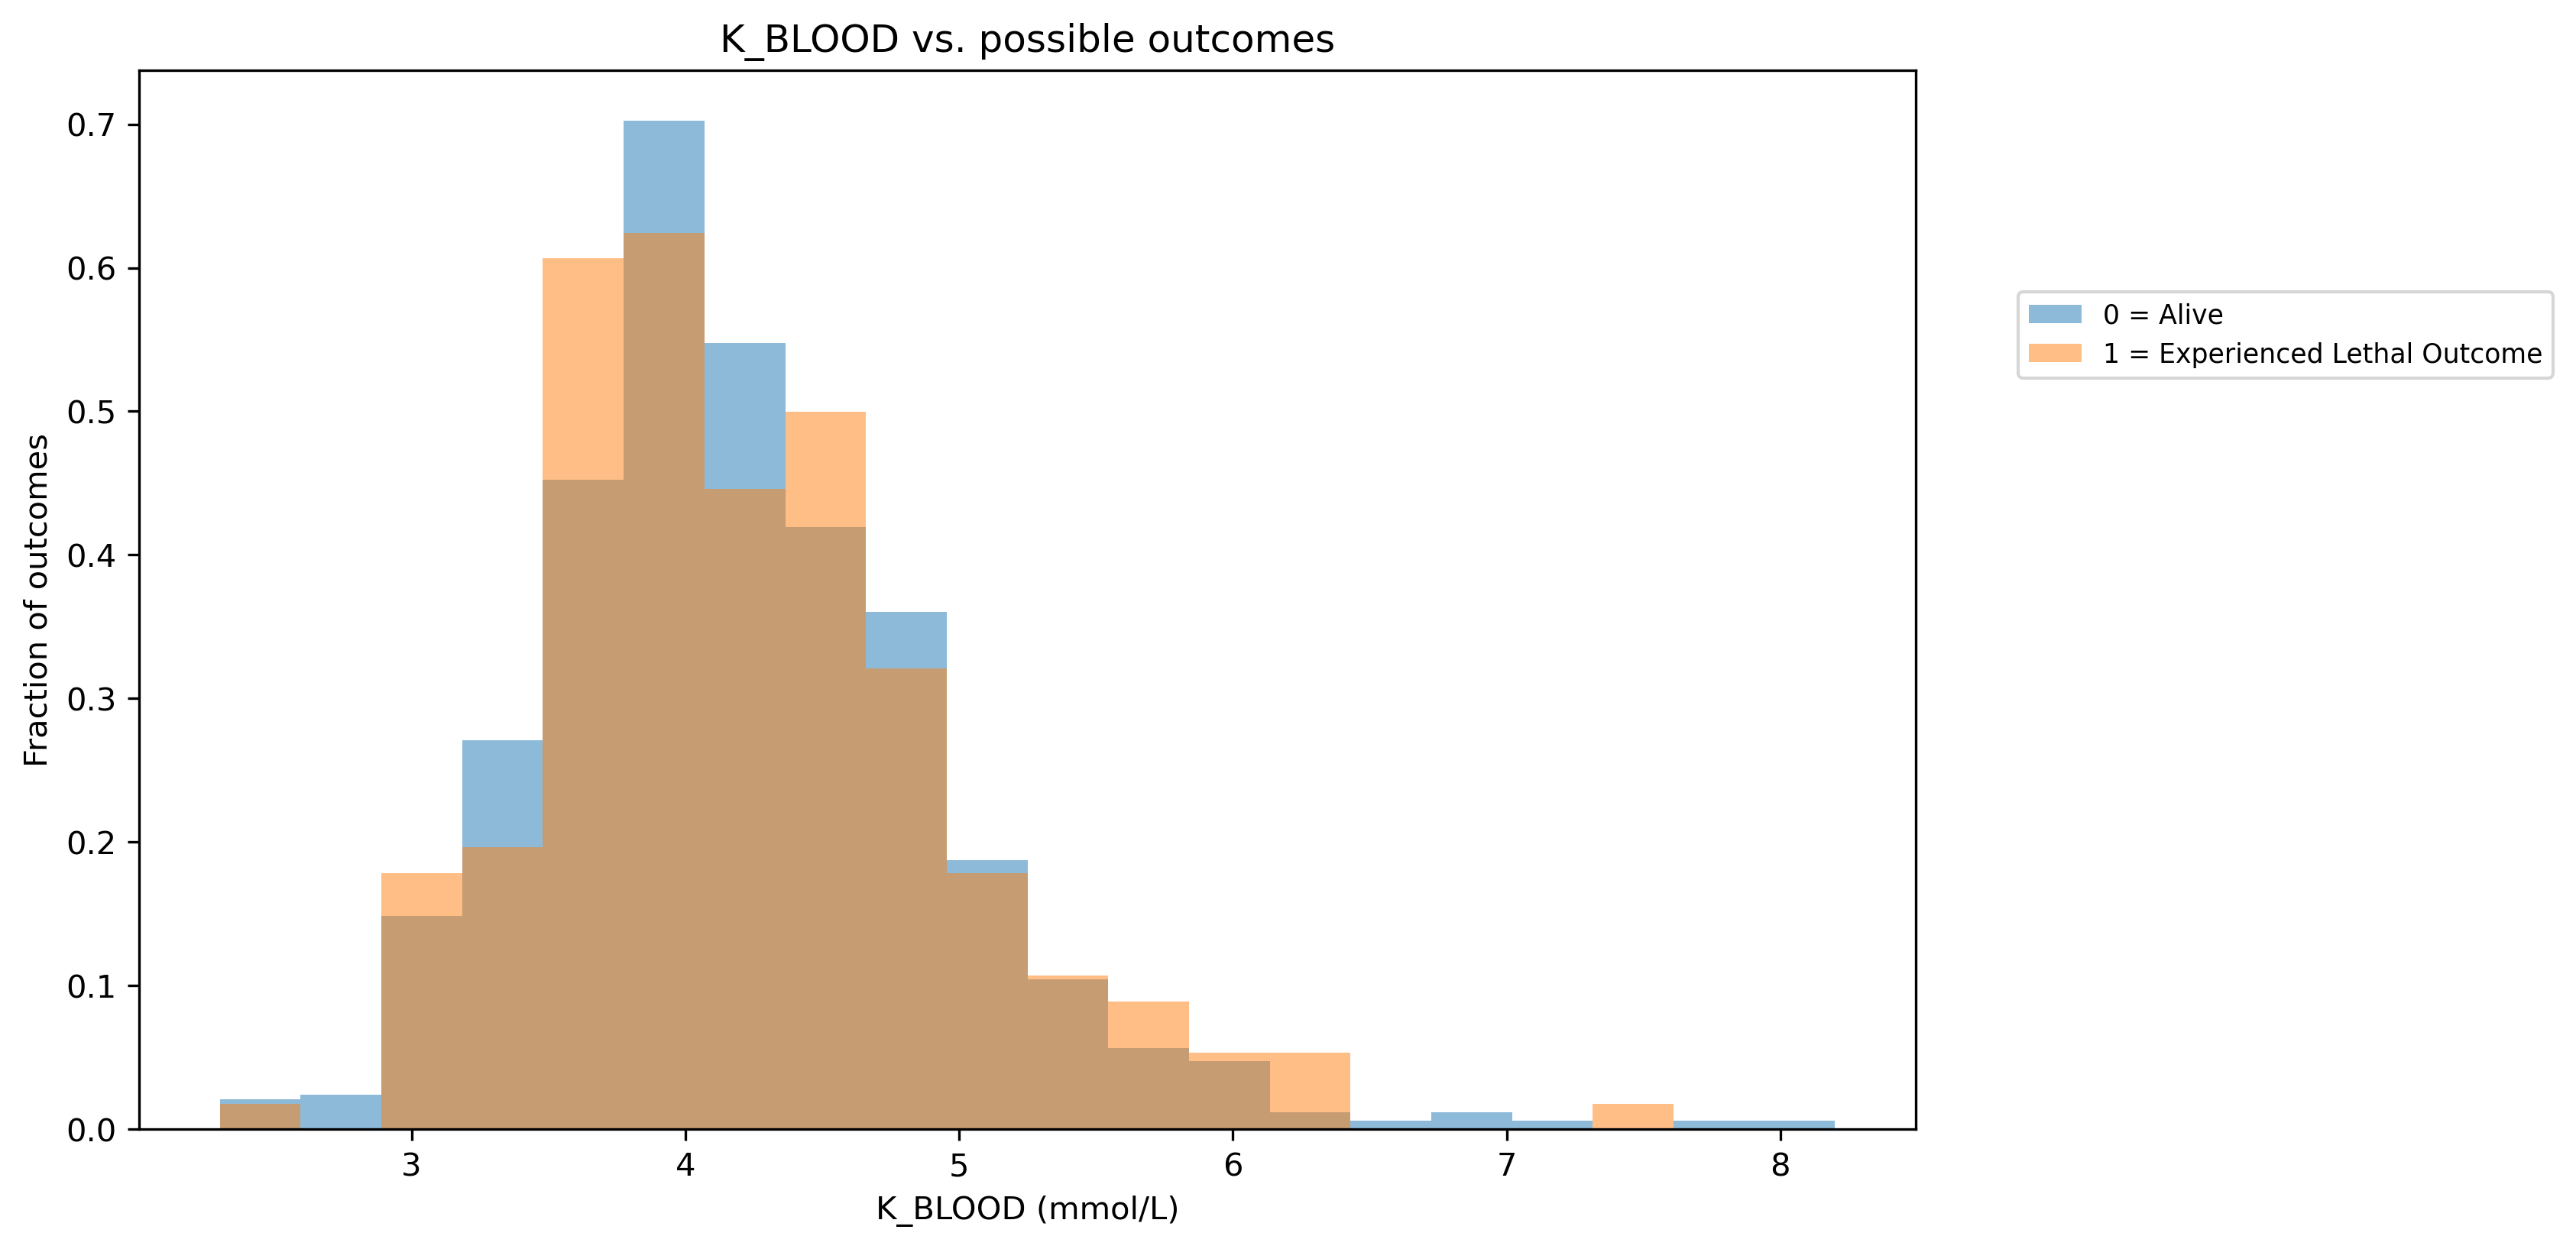 K_BLOOD vs. possible outcomes
Fraction of outcomes
0.7
0.6
0.5
0.4
0.3
0.2
0.1
0.0
3 4 5 6 7 8
K_BLOOD (mmol/L)
0 = Alive
1 = Experienced Lethal Outcome